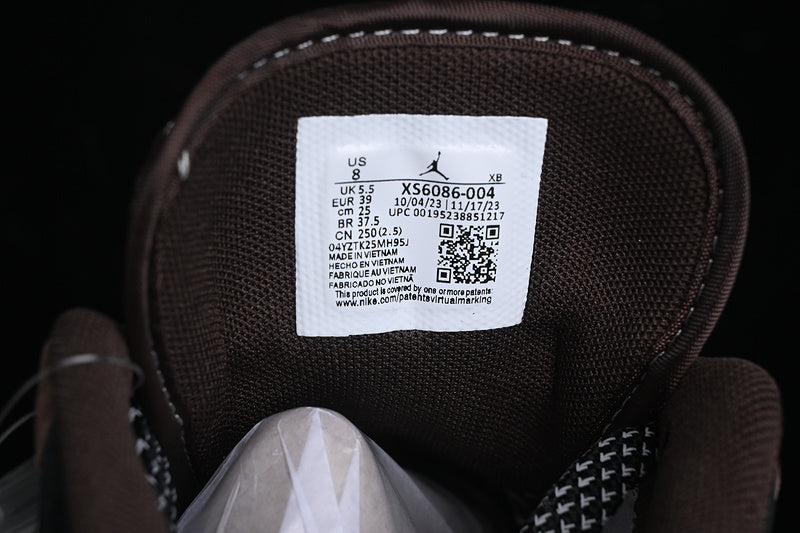 US
8
XB
UK 5.5
XS6086-004
EUR 39
10/04/23 | 11/17/23
cm 25
UPC 00195238851217
BR 37.5
CN 250(2.5)
04YZTK25MH95J
MADE IN VIETNAM
HECHO EN VIETNAM
FABRIQUE AU VIETNAM
FABRICADO NO VIETNÃ
This product is covered by one or more patents:
www.nike.com/patentsvirtualmarking